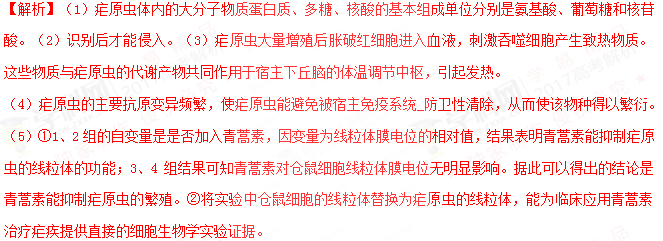 【解析】（1）疟原虫体内的大分子物质蛋白质、多糖、核酸的基本组成单位分别是氨基酸、葡萄糖和核苷
酸。（2）识别后才能侵入。（3）疟原虫大量增殖后胀破红细胞进入血液，刺激吞噬细胞产生致热物质。
这些物质与疟原虫的代谢产物共同作用于宿主下丘脑的体温调节中枢，引起发热。
（4）疟原虫的主要抗原变异频繁，使疟原虫能避免被宿主免疫系统_防卫性清除，从而使该物种得以繁衍。
（5）①1、2组的自变量是是否加入青蒿素，因变量为线粒体膜电位的相对值，结果表明青蒿素能抑制疟原
虫的线粒体的功能；3、4 组结果可知青蒿素对仓鼠细胞线粒体膜电位无明显影响。据此可以得出的结论是
青蒿素能抑制疟原虫的繁殖。②将实验中仓鼠细胞的线粒体替换为疟原虫的线粒体，能为临床应用青蒿素
治疗疟疾提供直接的细胞生物学实验证据。